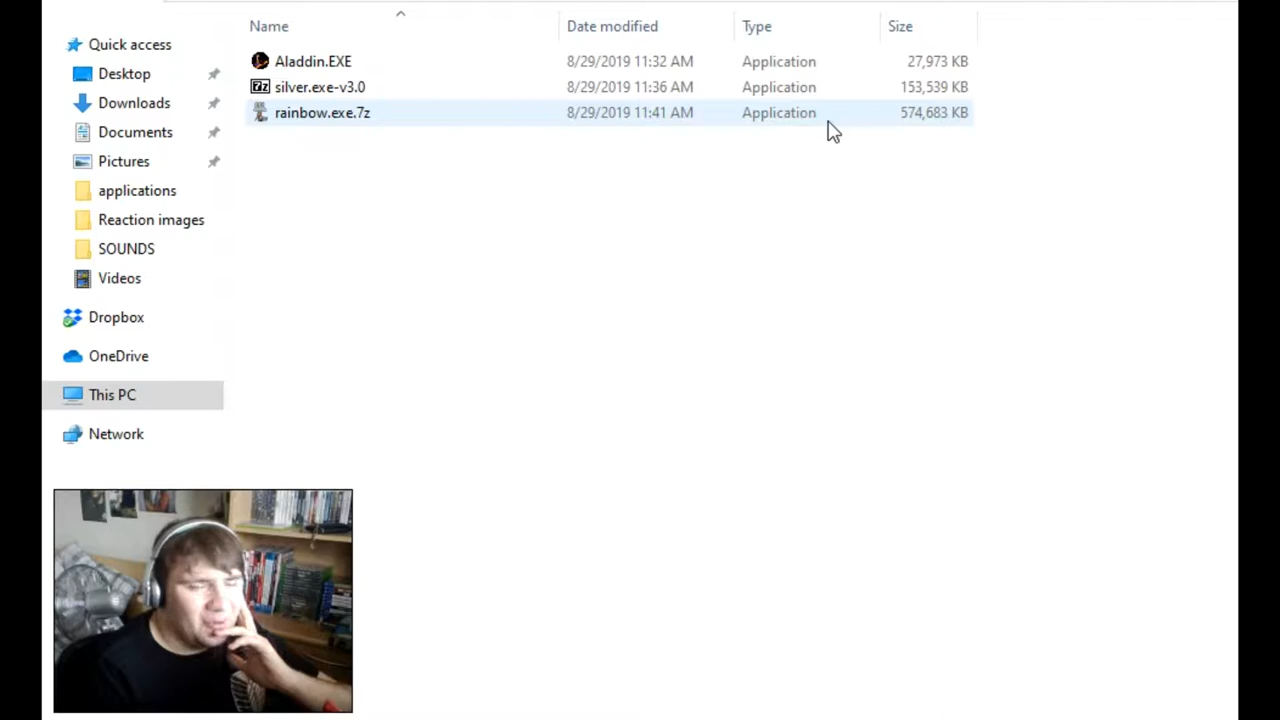 Name Date modified Type Size
Quick access
Desktop
Downloads
Documents
Pictures
applications
Reaction images
SOUNDS
Videos
Dropbox
OneDrive
This PC
Network
Aladdin.EXE 8/29/2019 11:32 AM Application 27,973 KB
7z silver.exe-v3.0 8/29/2019 11:36 AM Application 153,539 KB
rainbow.exe.7z 8/29/2019 11:41 AM Application 574,683 KB